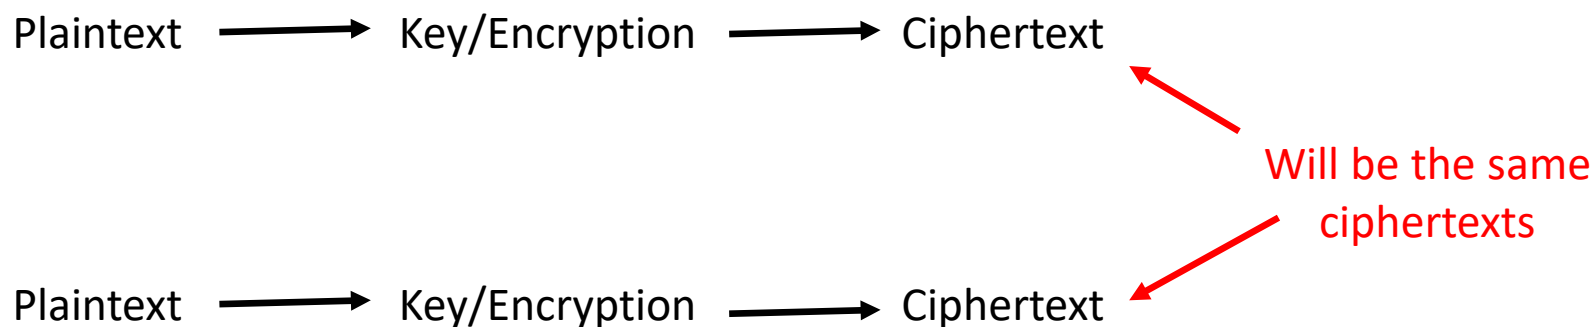 Plaintext Key/Encryption Ciphertext
Will be the same
ciphertexts
Plaintext Key/Encryption Ciphertext